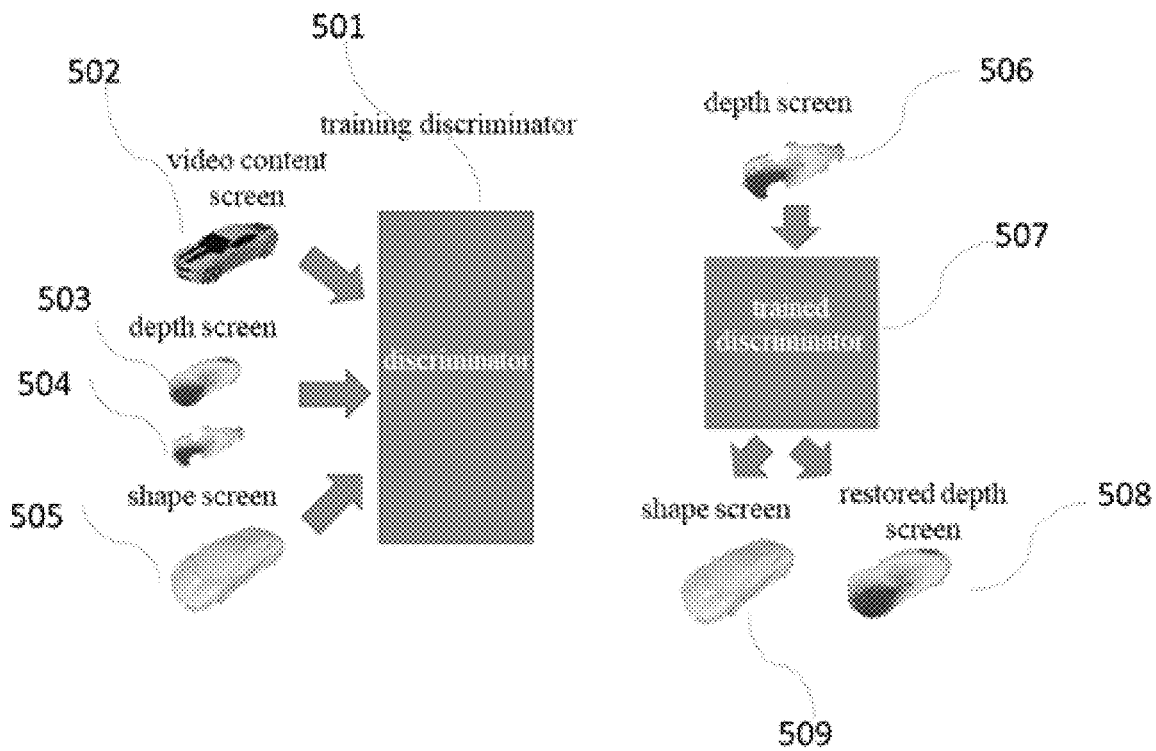 501
502
training discriminator
video content
screen
503
depth screen
504
discriminator
shape screen
505
506
depth screen
507
trained
discriminator
shape screen
restored depth
screen
508
509